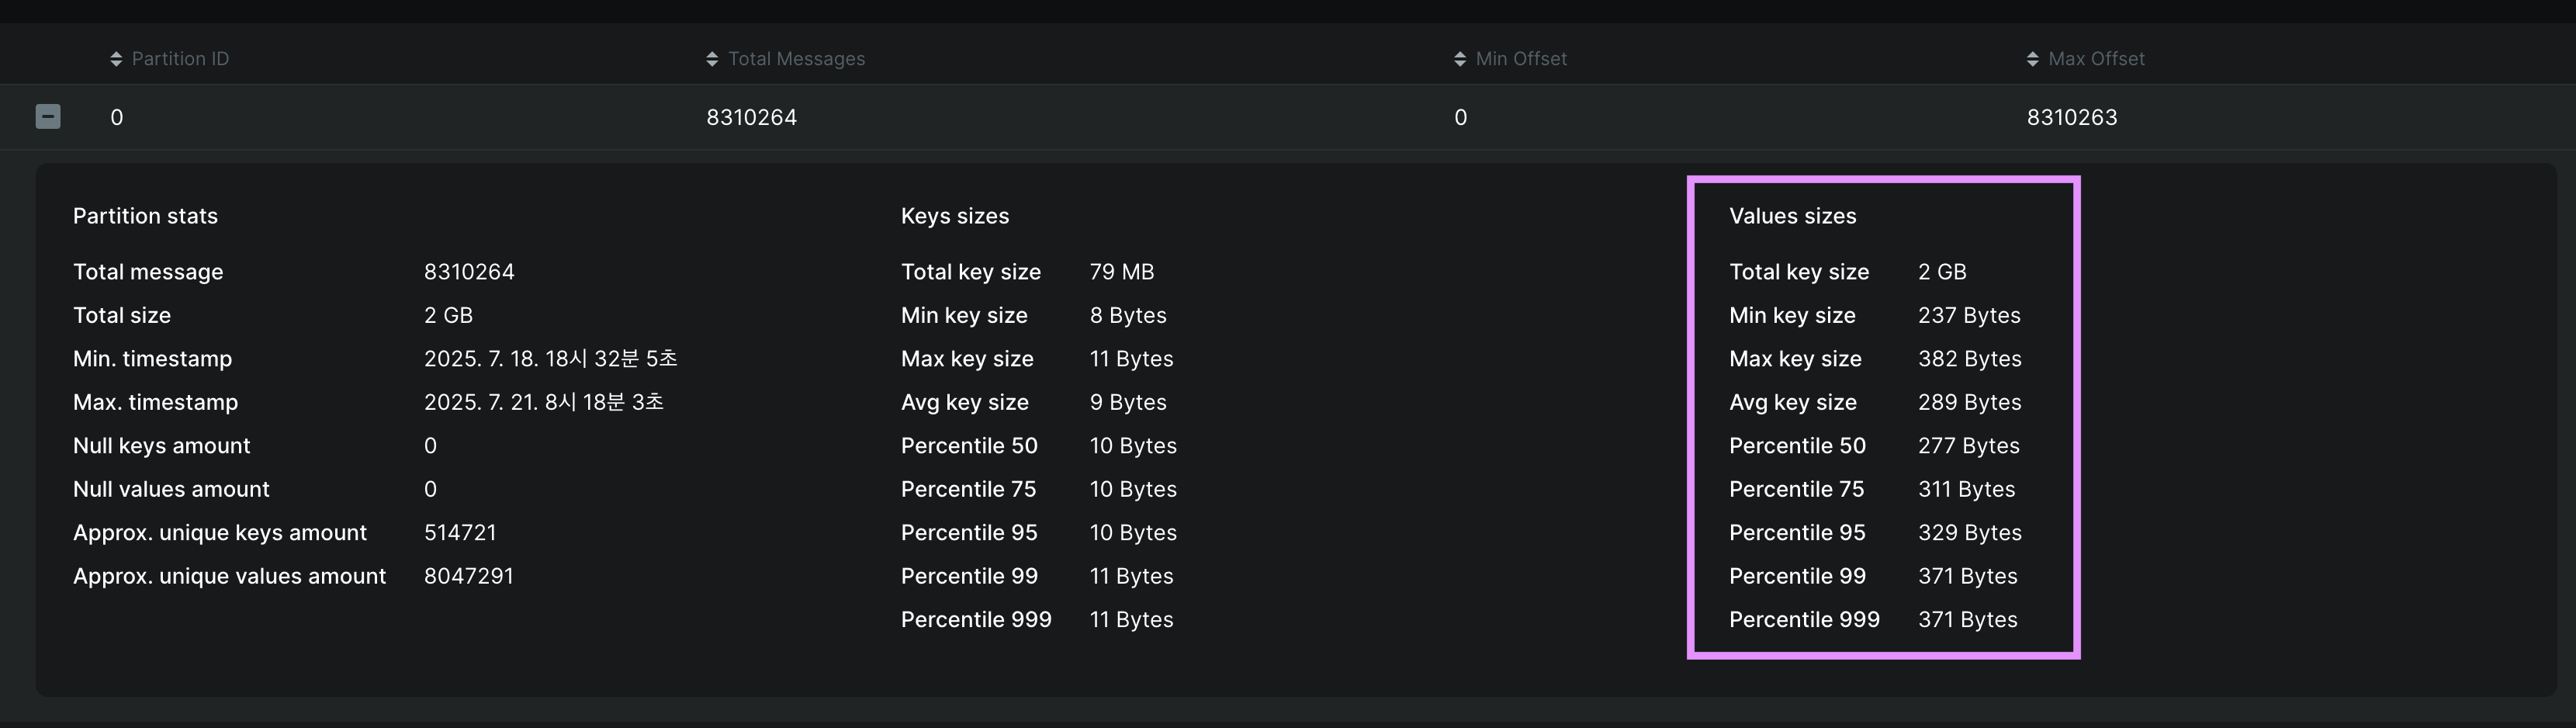 Partition ID Total Messages Min Offset Max Offset
0 8310264 0 8310263
Partition stats
Total message 8310264
Total size 2 GB
Min. timestamp 2025. 7. 18. 18시 32분 5초
Max. timestamp 2025. 7. 21. 8시 18분 3초
Null keys amount 0
Null values amount 0
Approx. unique keys amount 514721
Approx. unique values amount 8047291
Keys sizes
Total key size 79 MB
Min key size 8 Bytes
Max key size 11 Bytes
Avg key size 9 Bytes
Percentile 50 10 Bytes
Percentile 75 10 Bytes
Percentile 95 10 Bytes
Percentile 99 11 Bytes
Percentile 999 11 Bytes
Values sizes
Total key size 2 GB
Min key size 237 Bytes
Max key size 382 Bytes
Avg key size 289 Bytes
Percentile 50 277 Bytes
Percentile 75 311 Bytes
Percentile 95 329 Bytes
Percentile 99 371 Bytes
Percentile 999 371 Bytes